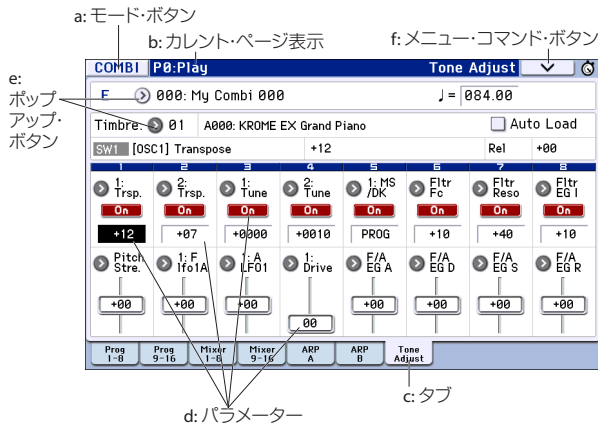 a: モード・ボタン
b: カレント・ページ表示
f: メニュー・コマンド・ボタン
e:
ポップ
アップ・
ボタン
COMBI P0:Play Tone Adjust
E 000: My Combi 000 ♩= 084.00
Timbre: 01 A000: KROME EX Grand Piano Auto Load
SW1 [OSC1] Transpose +12 Rel +00
1 2 3 4 5 6 7 8
1: Trsp. 2: Trsp. 1: Tune 2: Tune 1: MS /DK Fltr Fc Fltr Reso Fltr EG I
On On On On On On On On
+12 +07 +0000 +0010 PROG +10 +40 +10
Pitch Stre. 1: F lfo1A 1: A LFO1 1: Drive F/A EG A F/A EG D F/A EG S F/A EG R
+00 +00 +00 00 +00 +00 +00 +00
Prog 1-8 Prog 9-16 Mixer 1-8 Mixer 9-16 ARP A ARP B Tone Adjust
c: タブ
d: パラメーター